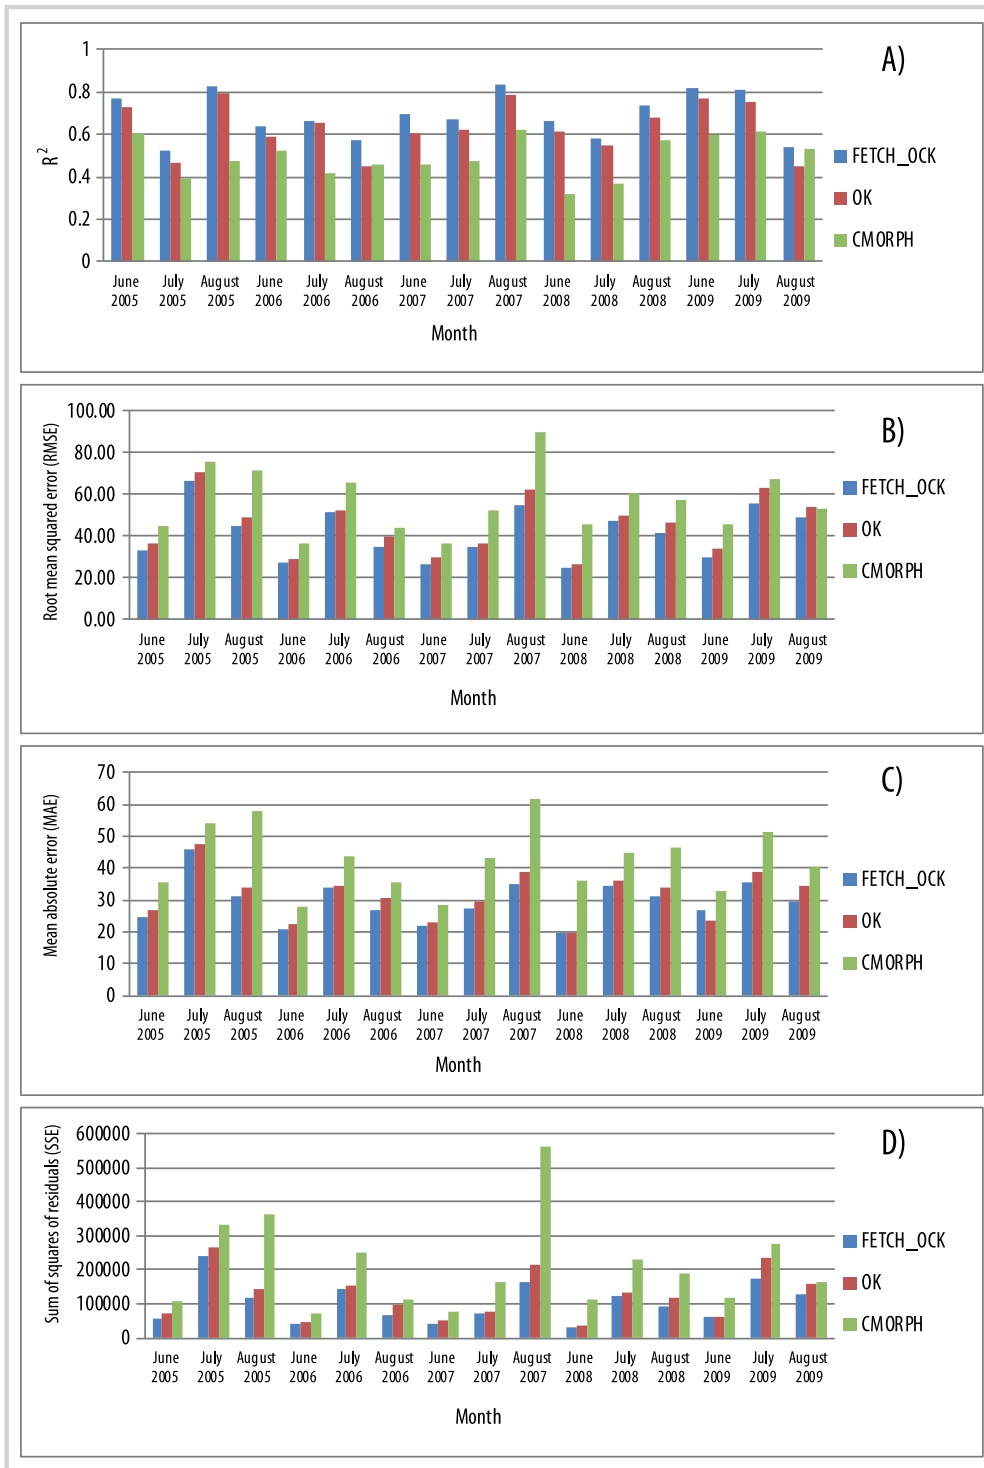 A)
1
0.8
0.6
0.4
0.2
0
R²
June 2005
July 2005
August 2005
June 2006
July 2006
August 2006
June 2007
July 2007
August 2007
June 2008
July 2008
August 2008
June 2009
July 2009
August 2009
Month
FETCH_OCK
OK
CMORPH
B)
100.00
80.00
60.00
40.00
20.00
0.00
Root mean squared error (RMSE)
June 2005
July 2005
August 2005
June 2006
July 2006
August 2006
June 2007
July 2007
August 2007
June 2008
July 2008
August 2008
June 2009
July 2009
August 2009
Month
FETCH_OCK
OK
CMORPH
C)
70
60
50
40
30
20
10
0
Mean absolute error (MAE)
June 2005
July 2005
August 2005
June 2006
July 2006
August 2006
June 2007
July 2007
August 2007
June 2008
July 2008
August 2008
June 2009
July 2009
August 2009
Month
FETCH_OCK
OK
CMORPH
D)
600000
500000
400000
300000
200000
100000
0
Sum of squares of residuals (SSE)
June 2005
July 2005
August 2005
June 2006
July 2006
August 2006
June 2007
July 2007
August 2007
June 2008
July 2008
August 2008
June 2009
July 2009
August 2009
Month
FETCH_OCK
OK
CMORPH